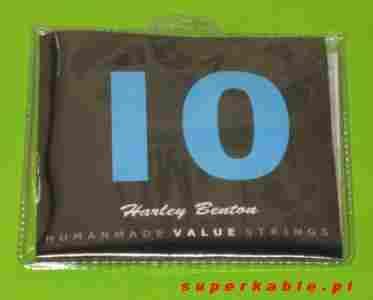 10
Harley Benton
HUMANMADE VALUE STRINGS
superkable.pl